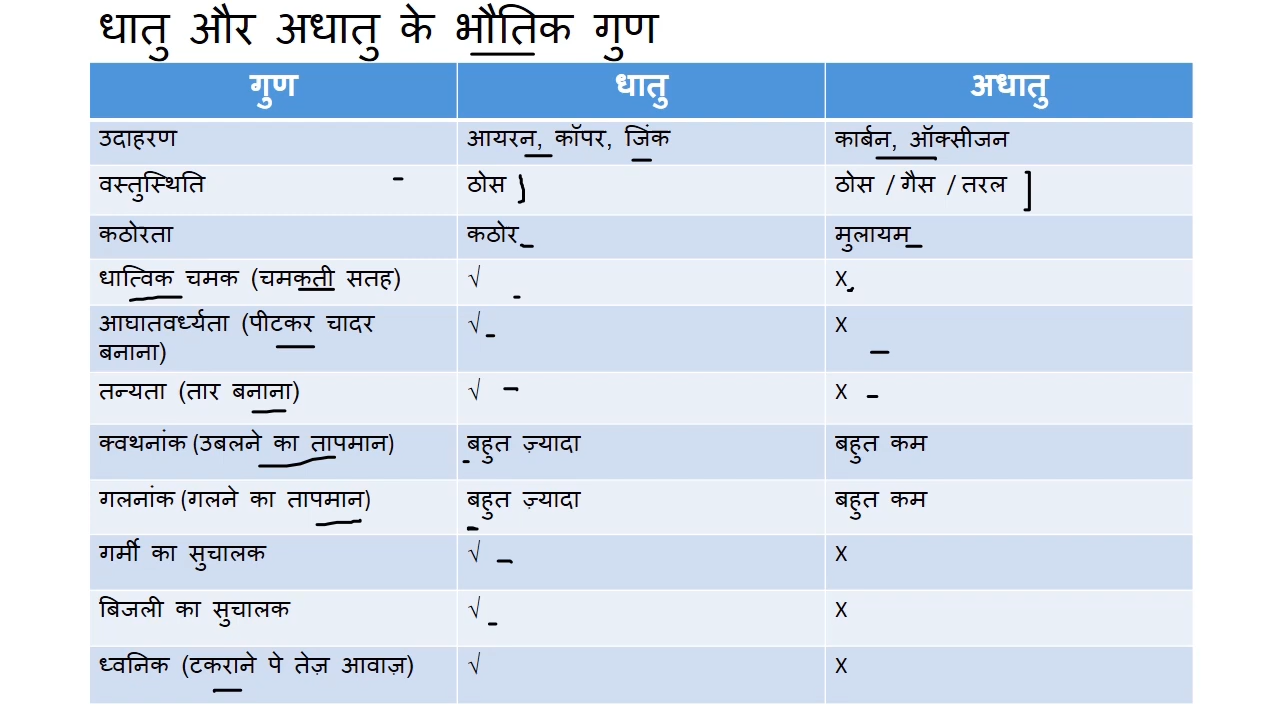 धातु और अधातु के भौतिक गुण
गुण धातु अधातु
उदाहरण आयरन, कॉपर, जिंक कार्बन, ऑक्सीजन
वस्तुस्थिति ठोस ठोस / गैस / तरल
कठोरता कठोर मुलायम
धात्विक चमक (चमकती सतह) √ X
आघातवर्ध्यता (पीटकर चादर √ X
बनाना)
तन्यता (तार बनाना) √ X
क्वथनांक (उबलने का तापमान) बहुत ज़्यादा बहुत कम
गलनांक (गलने का तापमान) बहुत ज़्यादा बहुत कम
गर्मी का सुचालक √ X
बिजली का सुचालक √ X
ध्वनिक (टकराने पे तेज़ आवाज़) √ X